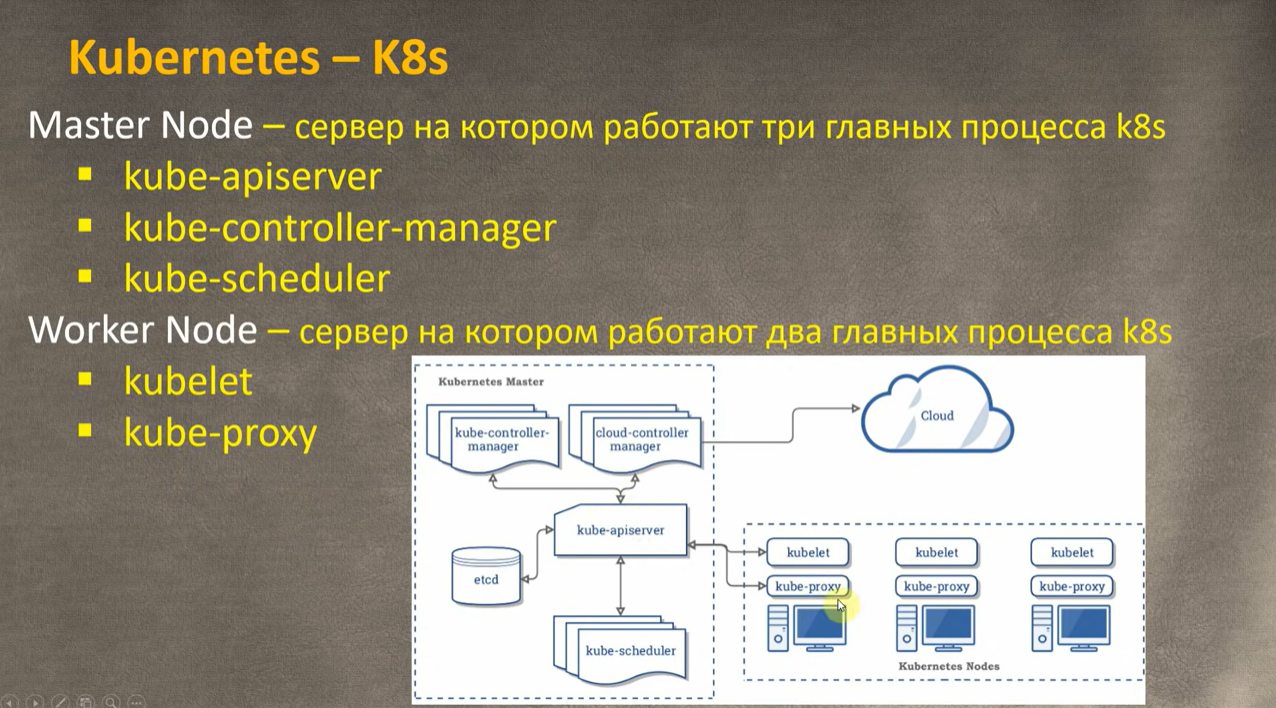 Kubernetes – K8s
Master Node – сервер на котором работают три главных процесса k8s
▪ kube-apiserver
▪ kube-controller-manager
▪ kube-scheduler
Worker Node – сервер на котором работают два главных процесса k8s
▪ kubelet
▪ kube-proxy
Kubernetes Master
kube-controller-
manager
cloud-controller
manager
Cloud
kube-apiserver
etcd
kube-scheduler
kubelet
kubelet
kubelet
kube-proxy
kube-proxy
kube-proxy
Kubernetes Nodes